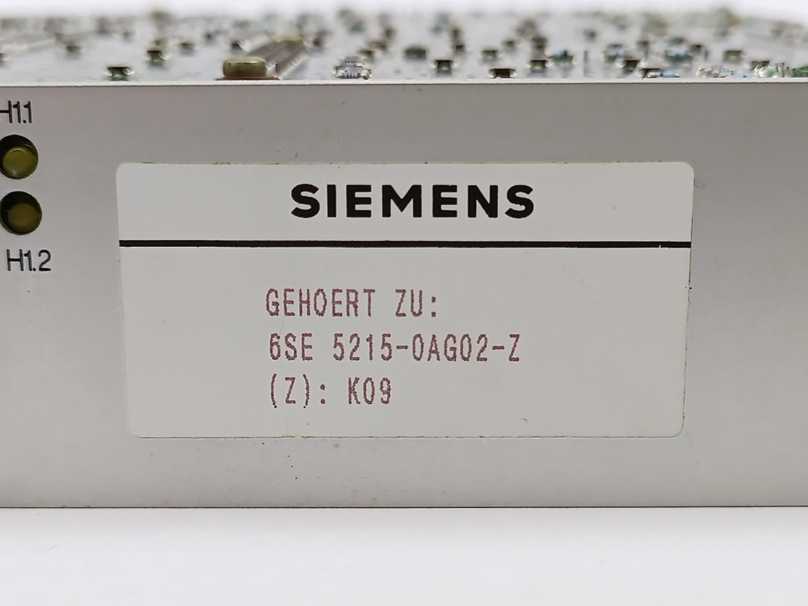 H1.1
H1.2
SIEMENS
GEHOERT ZU:
6SE 5215-0AG02-Z
(Z): K09